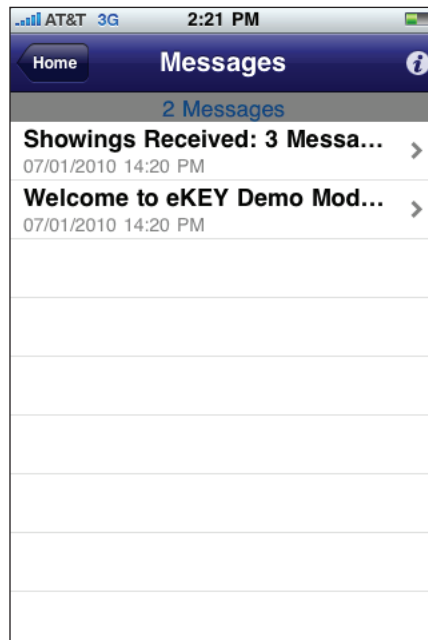 AT&T 3G 2:21 PM
Home Messages
2 Messages
Showings Received: 3 Messa...
07/01/2010 14:20 PM
Welcome to eKEY Demo Mod...
07/01/2010 14:20 PM